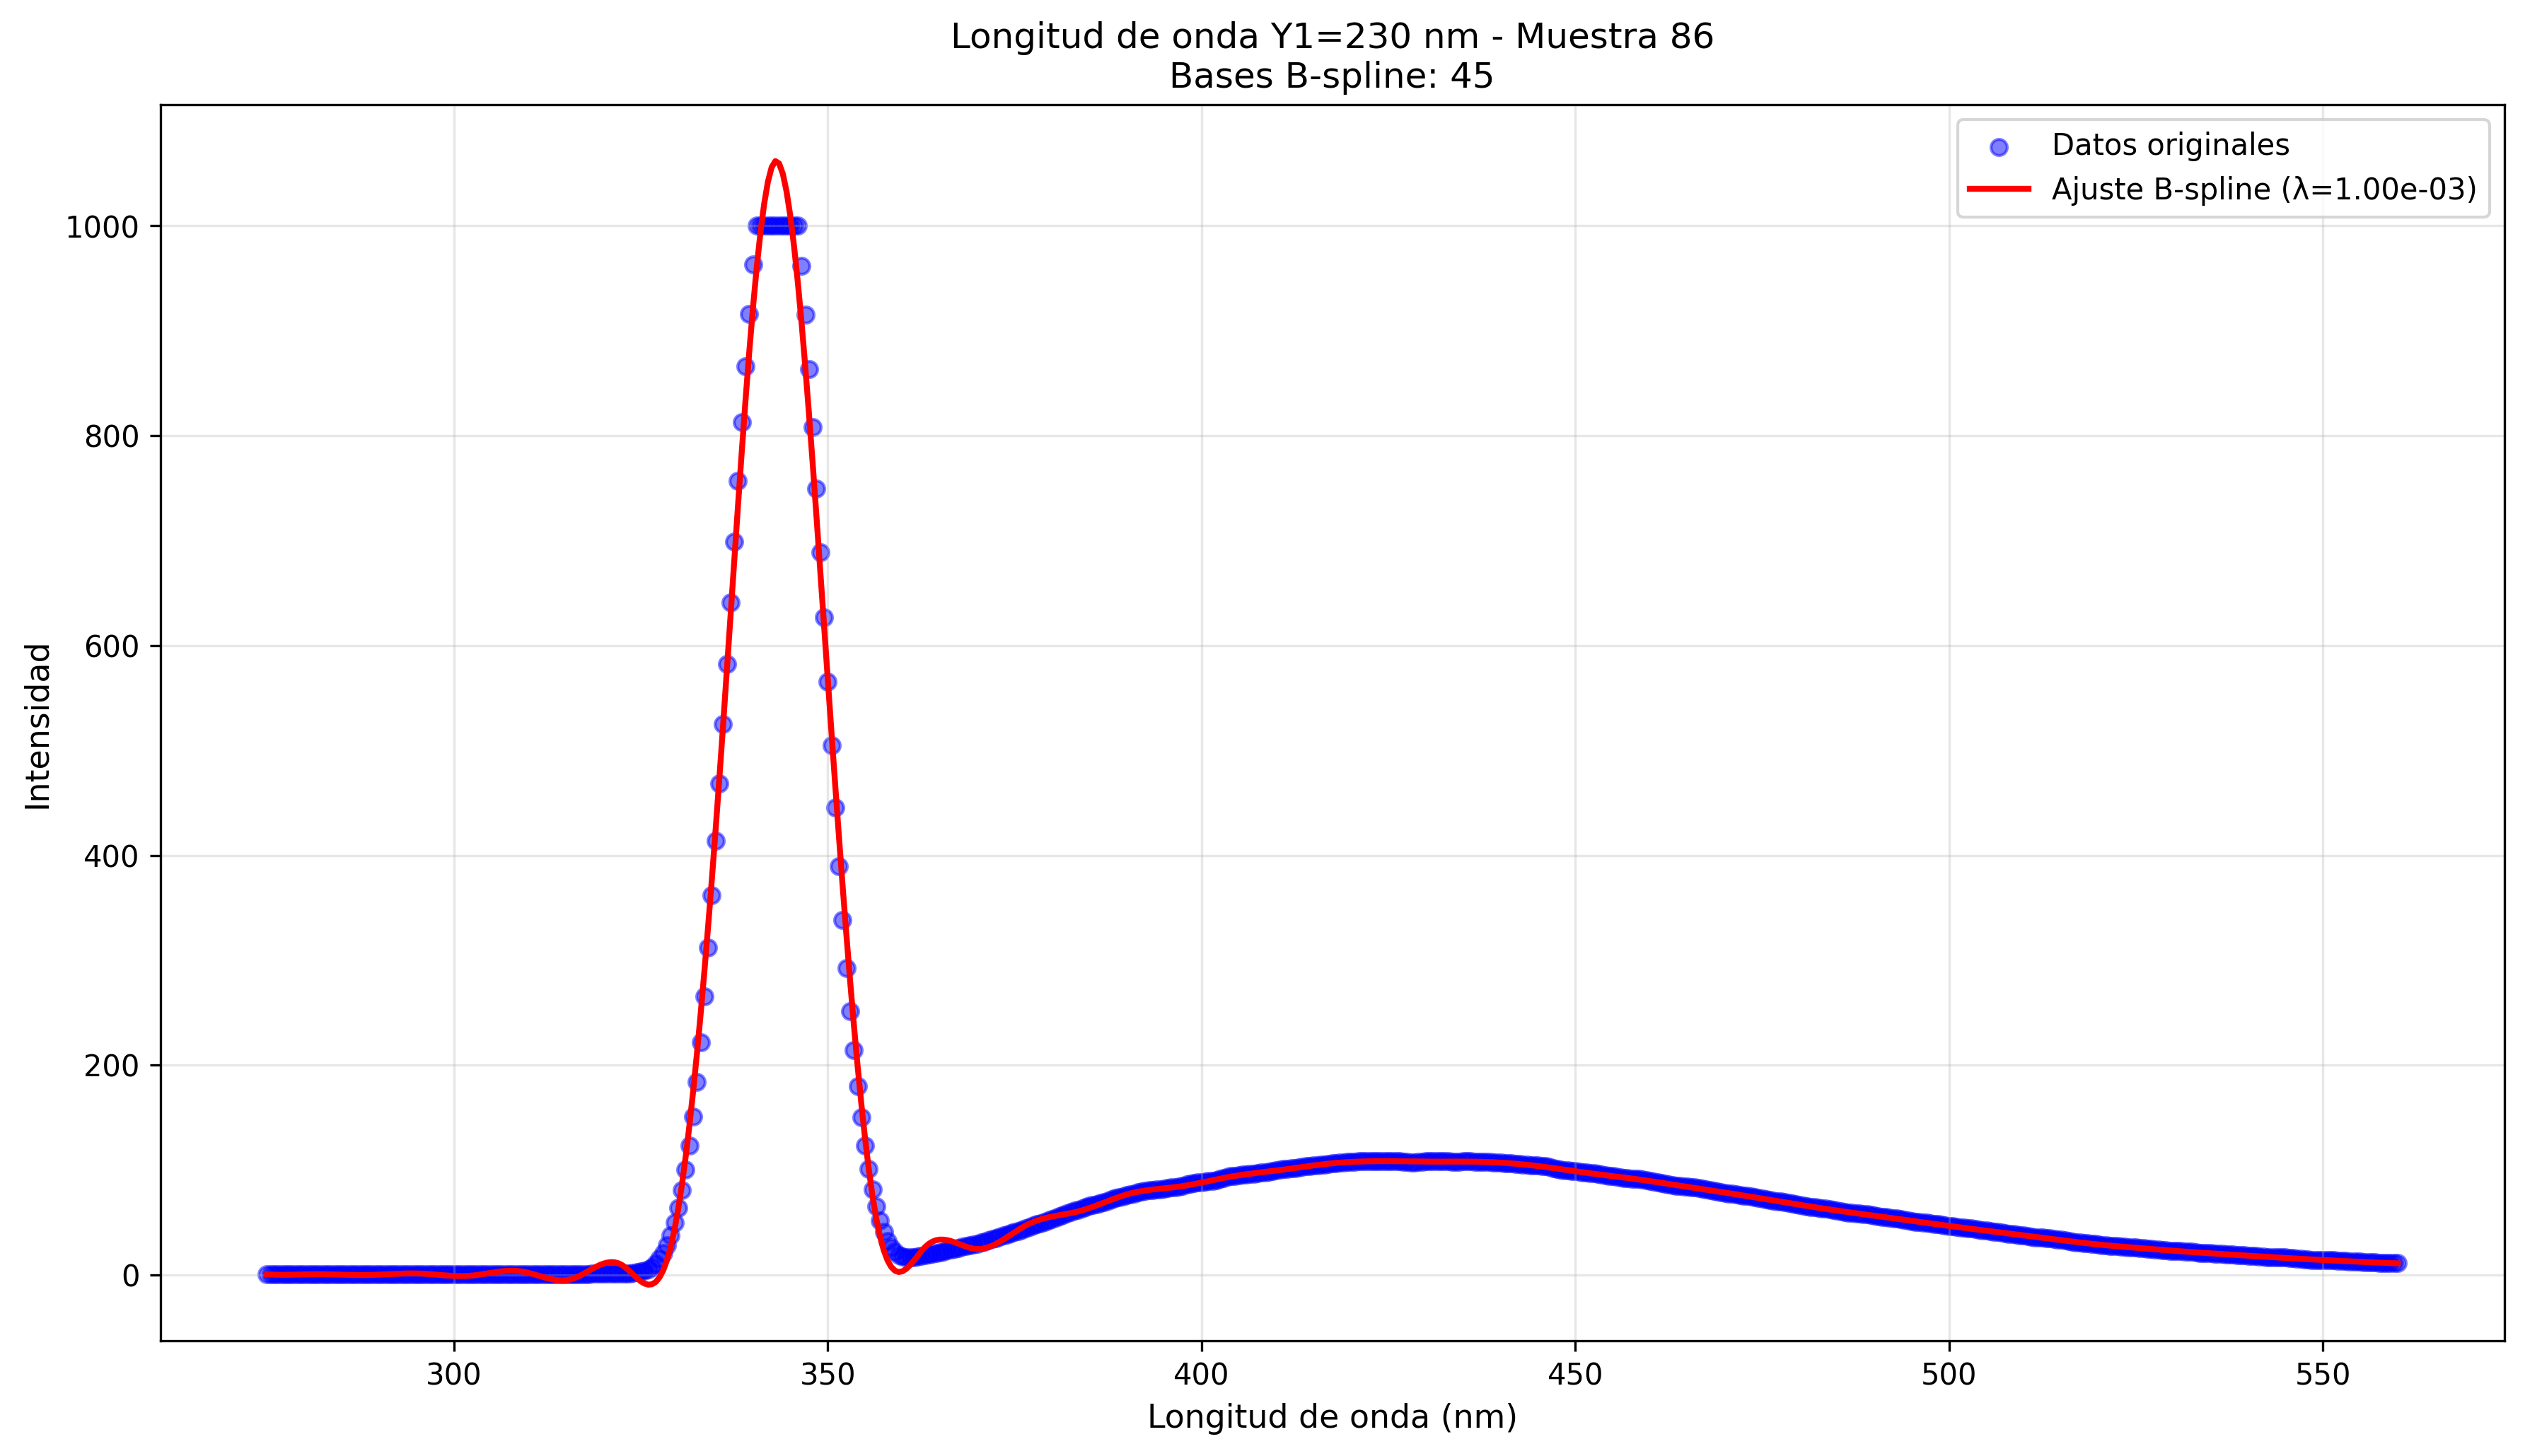 Longitud de onda Y1=230 nm - Muestra 86
Bases B-spline: 45
Datos originales
Ajuste B-spline (λ=1.00e-03)
Intensidad
1000
800
600
400
200
0
300 350 400 450 500 550
Longitud de onda (nm)